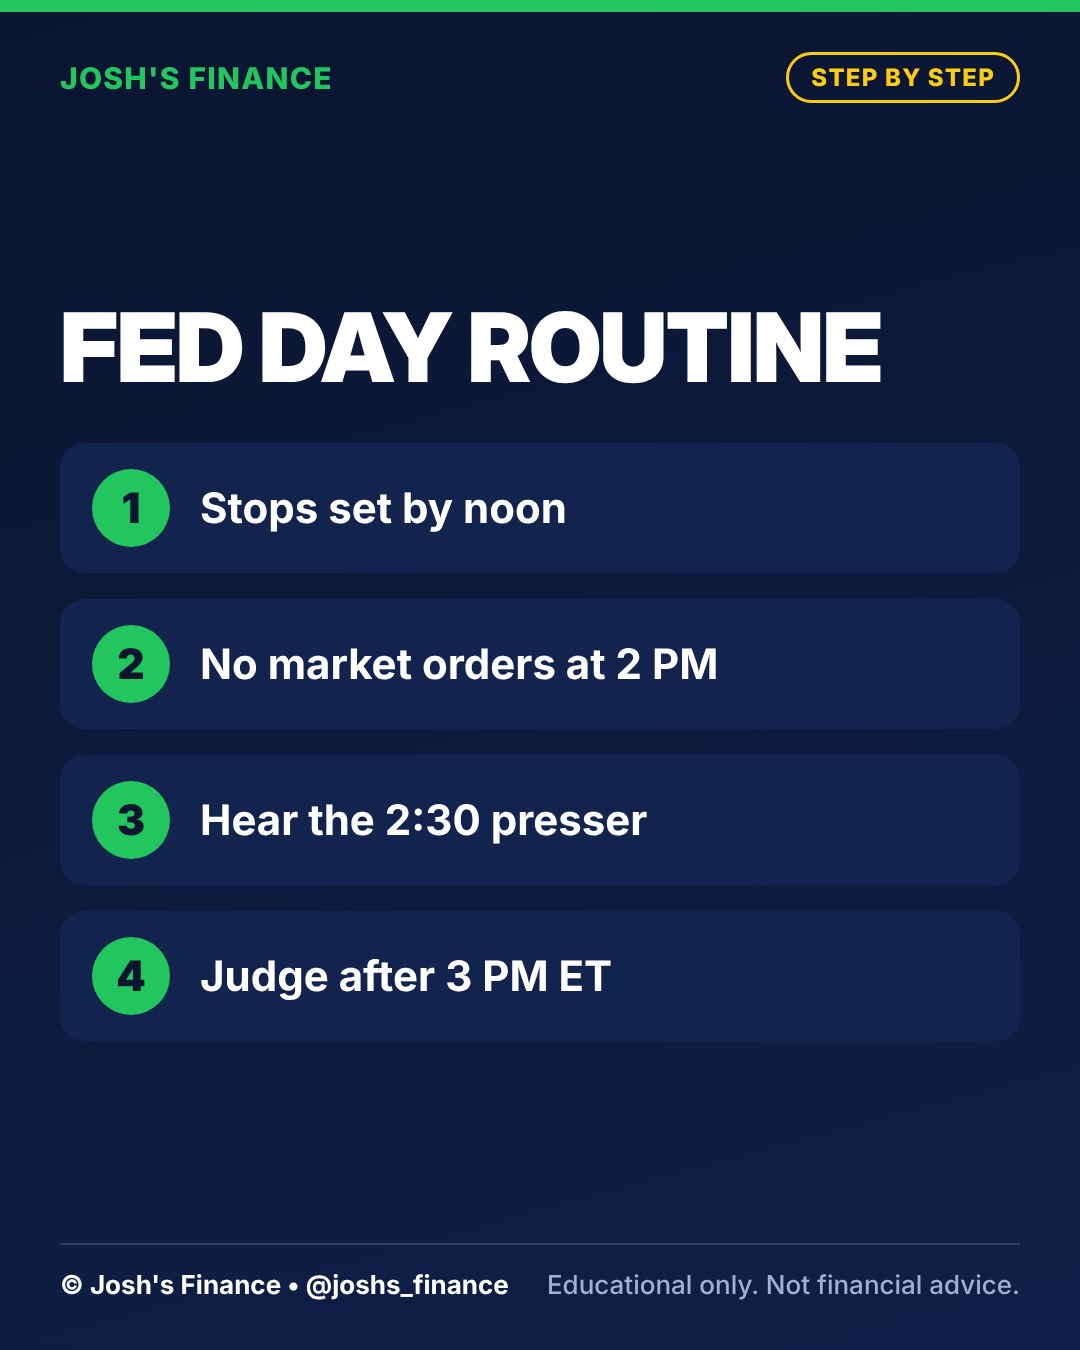 JOSH'S FINANCE
STEP BY STEP
FED DAY ROUTINE
1 Stops set by noon
2 No market orders at 2 PM
3 Hear the 2:30 presser
4 Judge after 3 PM ET
© Josh's Finance • @joshs_finance
Educational only. Not financial advice.